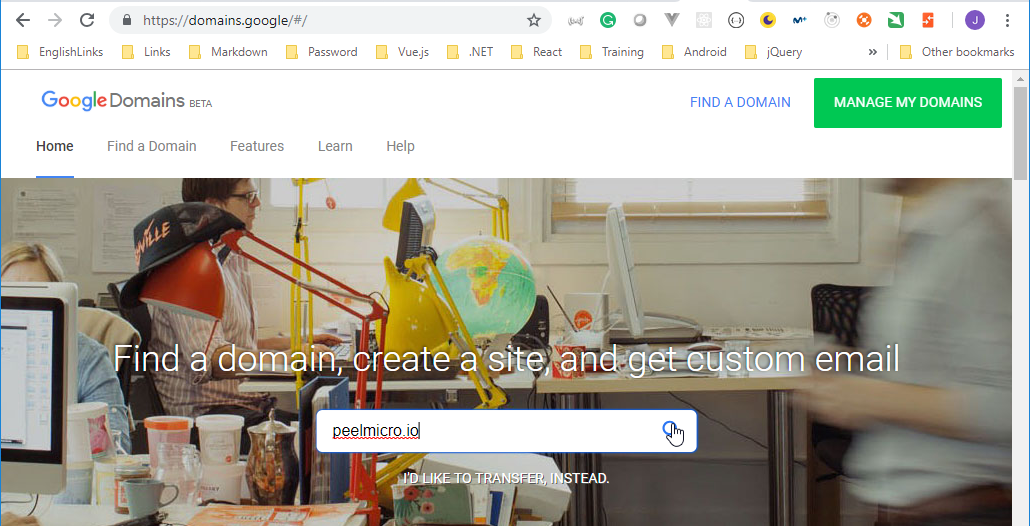 https://domains.google/#/
J
EnglishLinks Links Markdown Password Vue.js .NET React Training Android jQuery » Other bookmarks
Google Domains BETA
FIND A DOMAIN
MANAGE MY DOMAINS
Home Find a Domain Features Learn Help
Find a domain, create a site, and get custom email
peelmicro.io
I'D LIKE TO TRANSFER, INSTEAD.